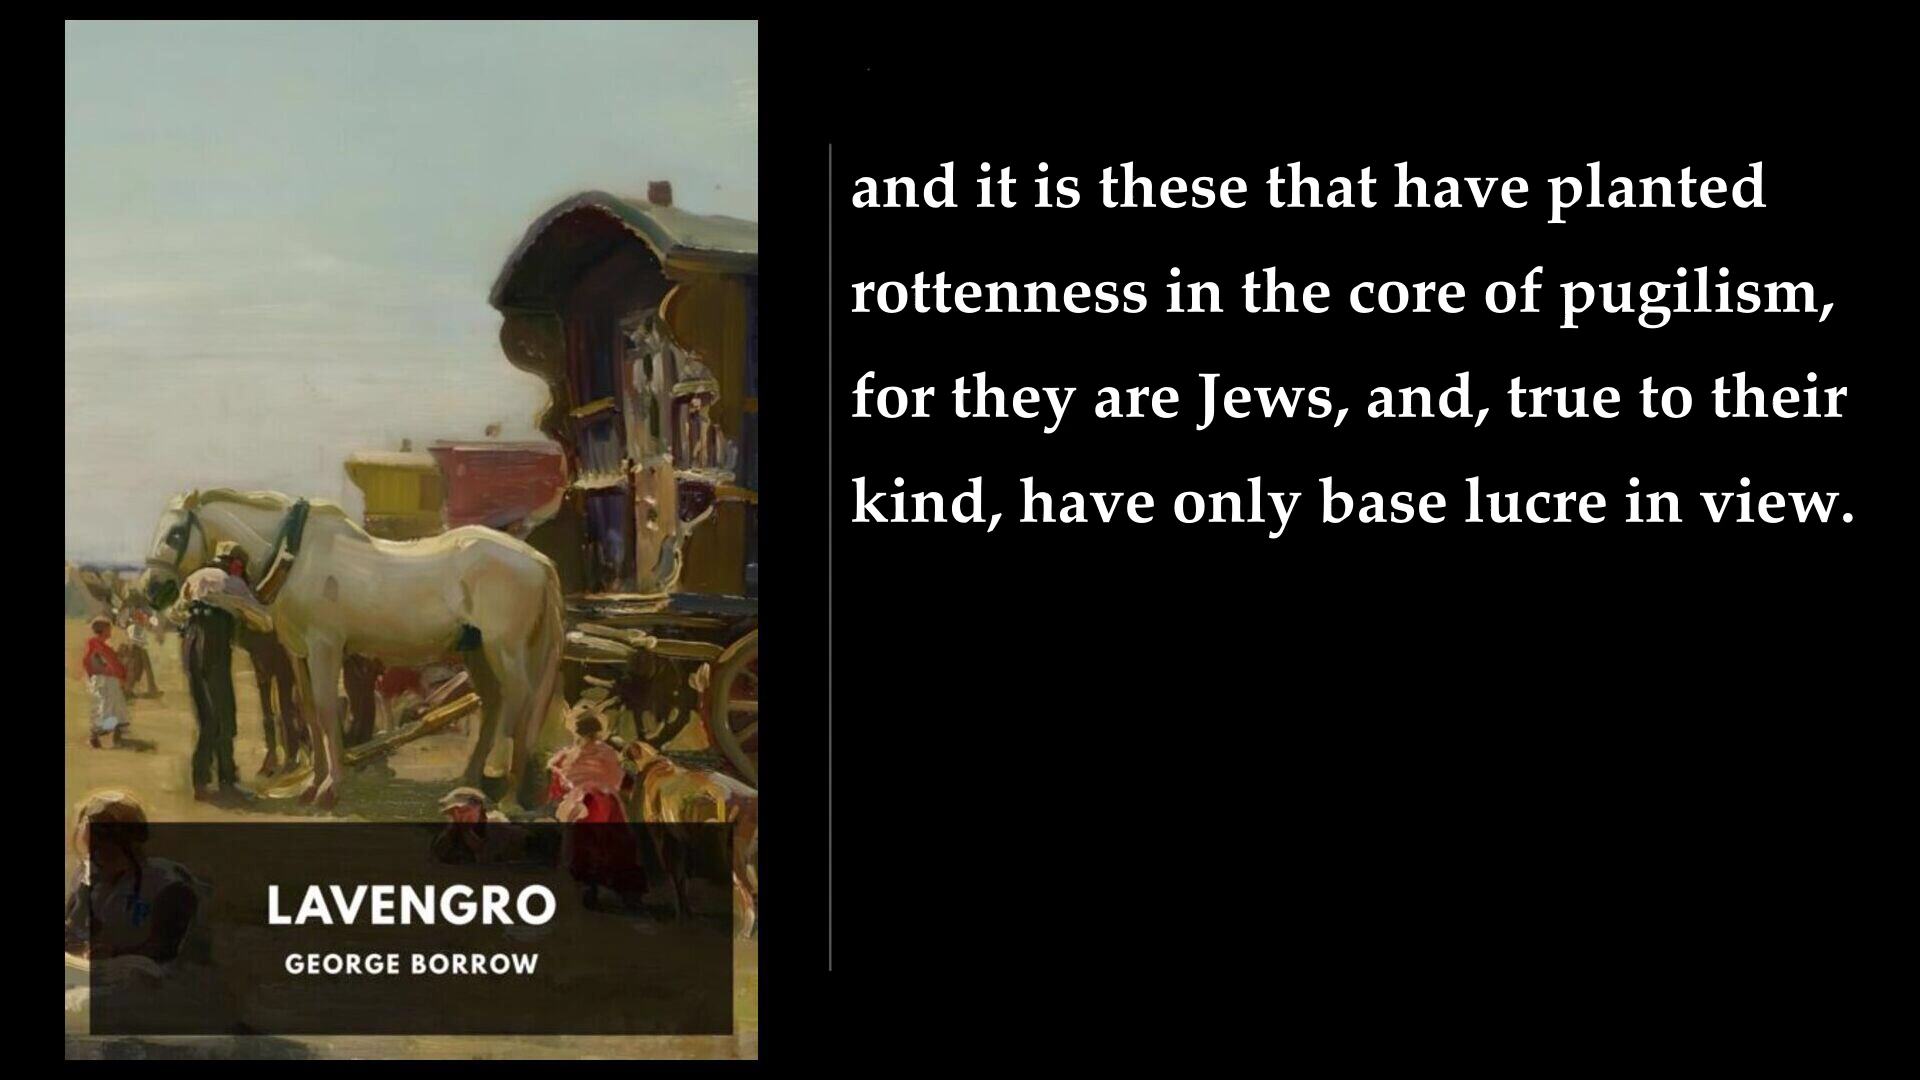 and it is these that have planted
rottenness in the core of pugilism,
for they are Jews, and, true to their
kind, have only base lucre in view.
LAVENGRO
GEORGE BORROW